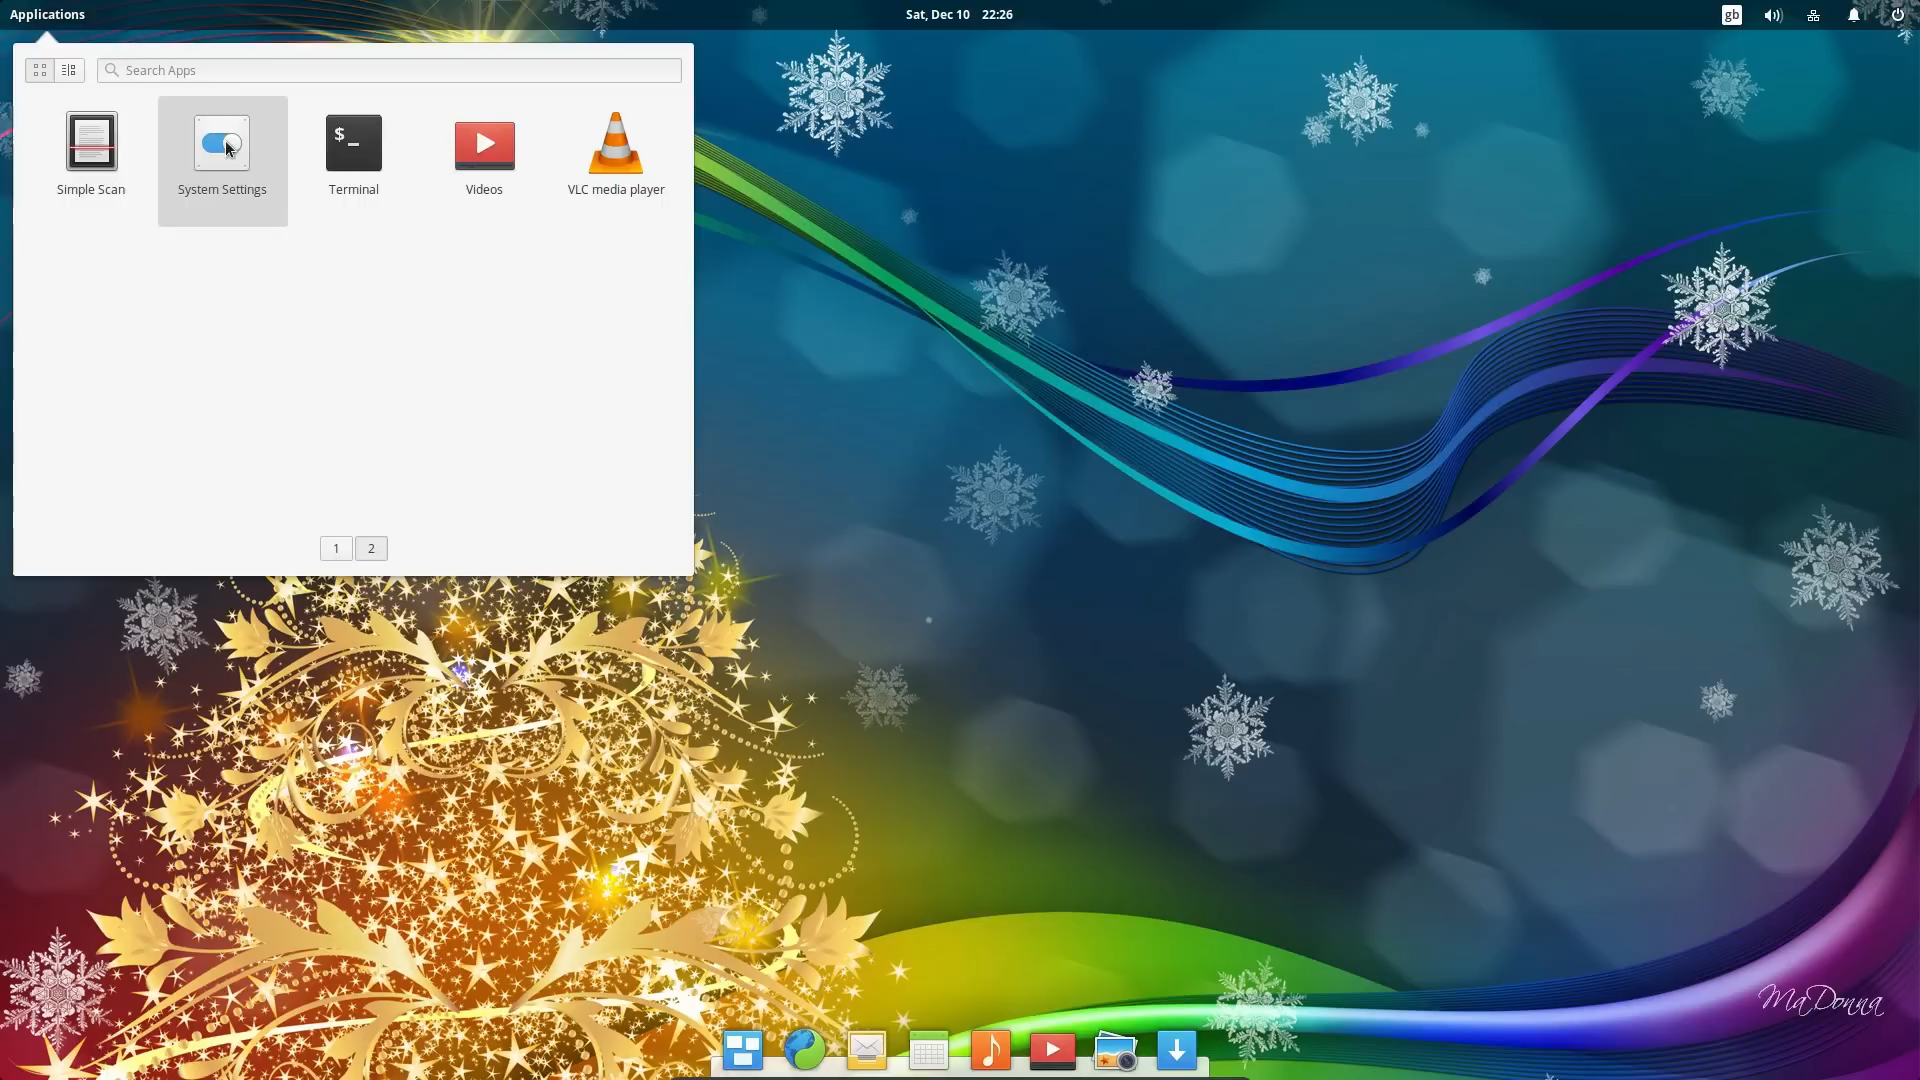 Applications
Sat, Dec 10 22:26
gb
Search Apps
Simple Scan
System Settings
$_
Terminal
Videos
VLC media player
1
2
MaDonna